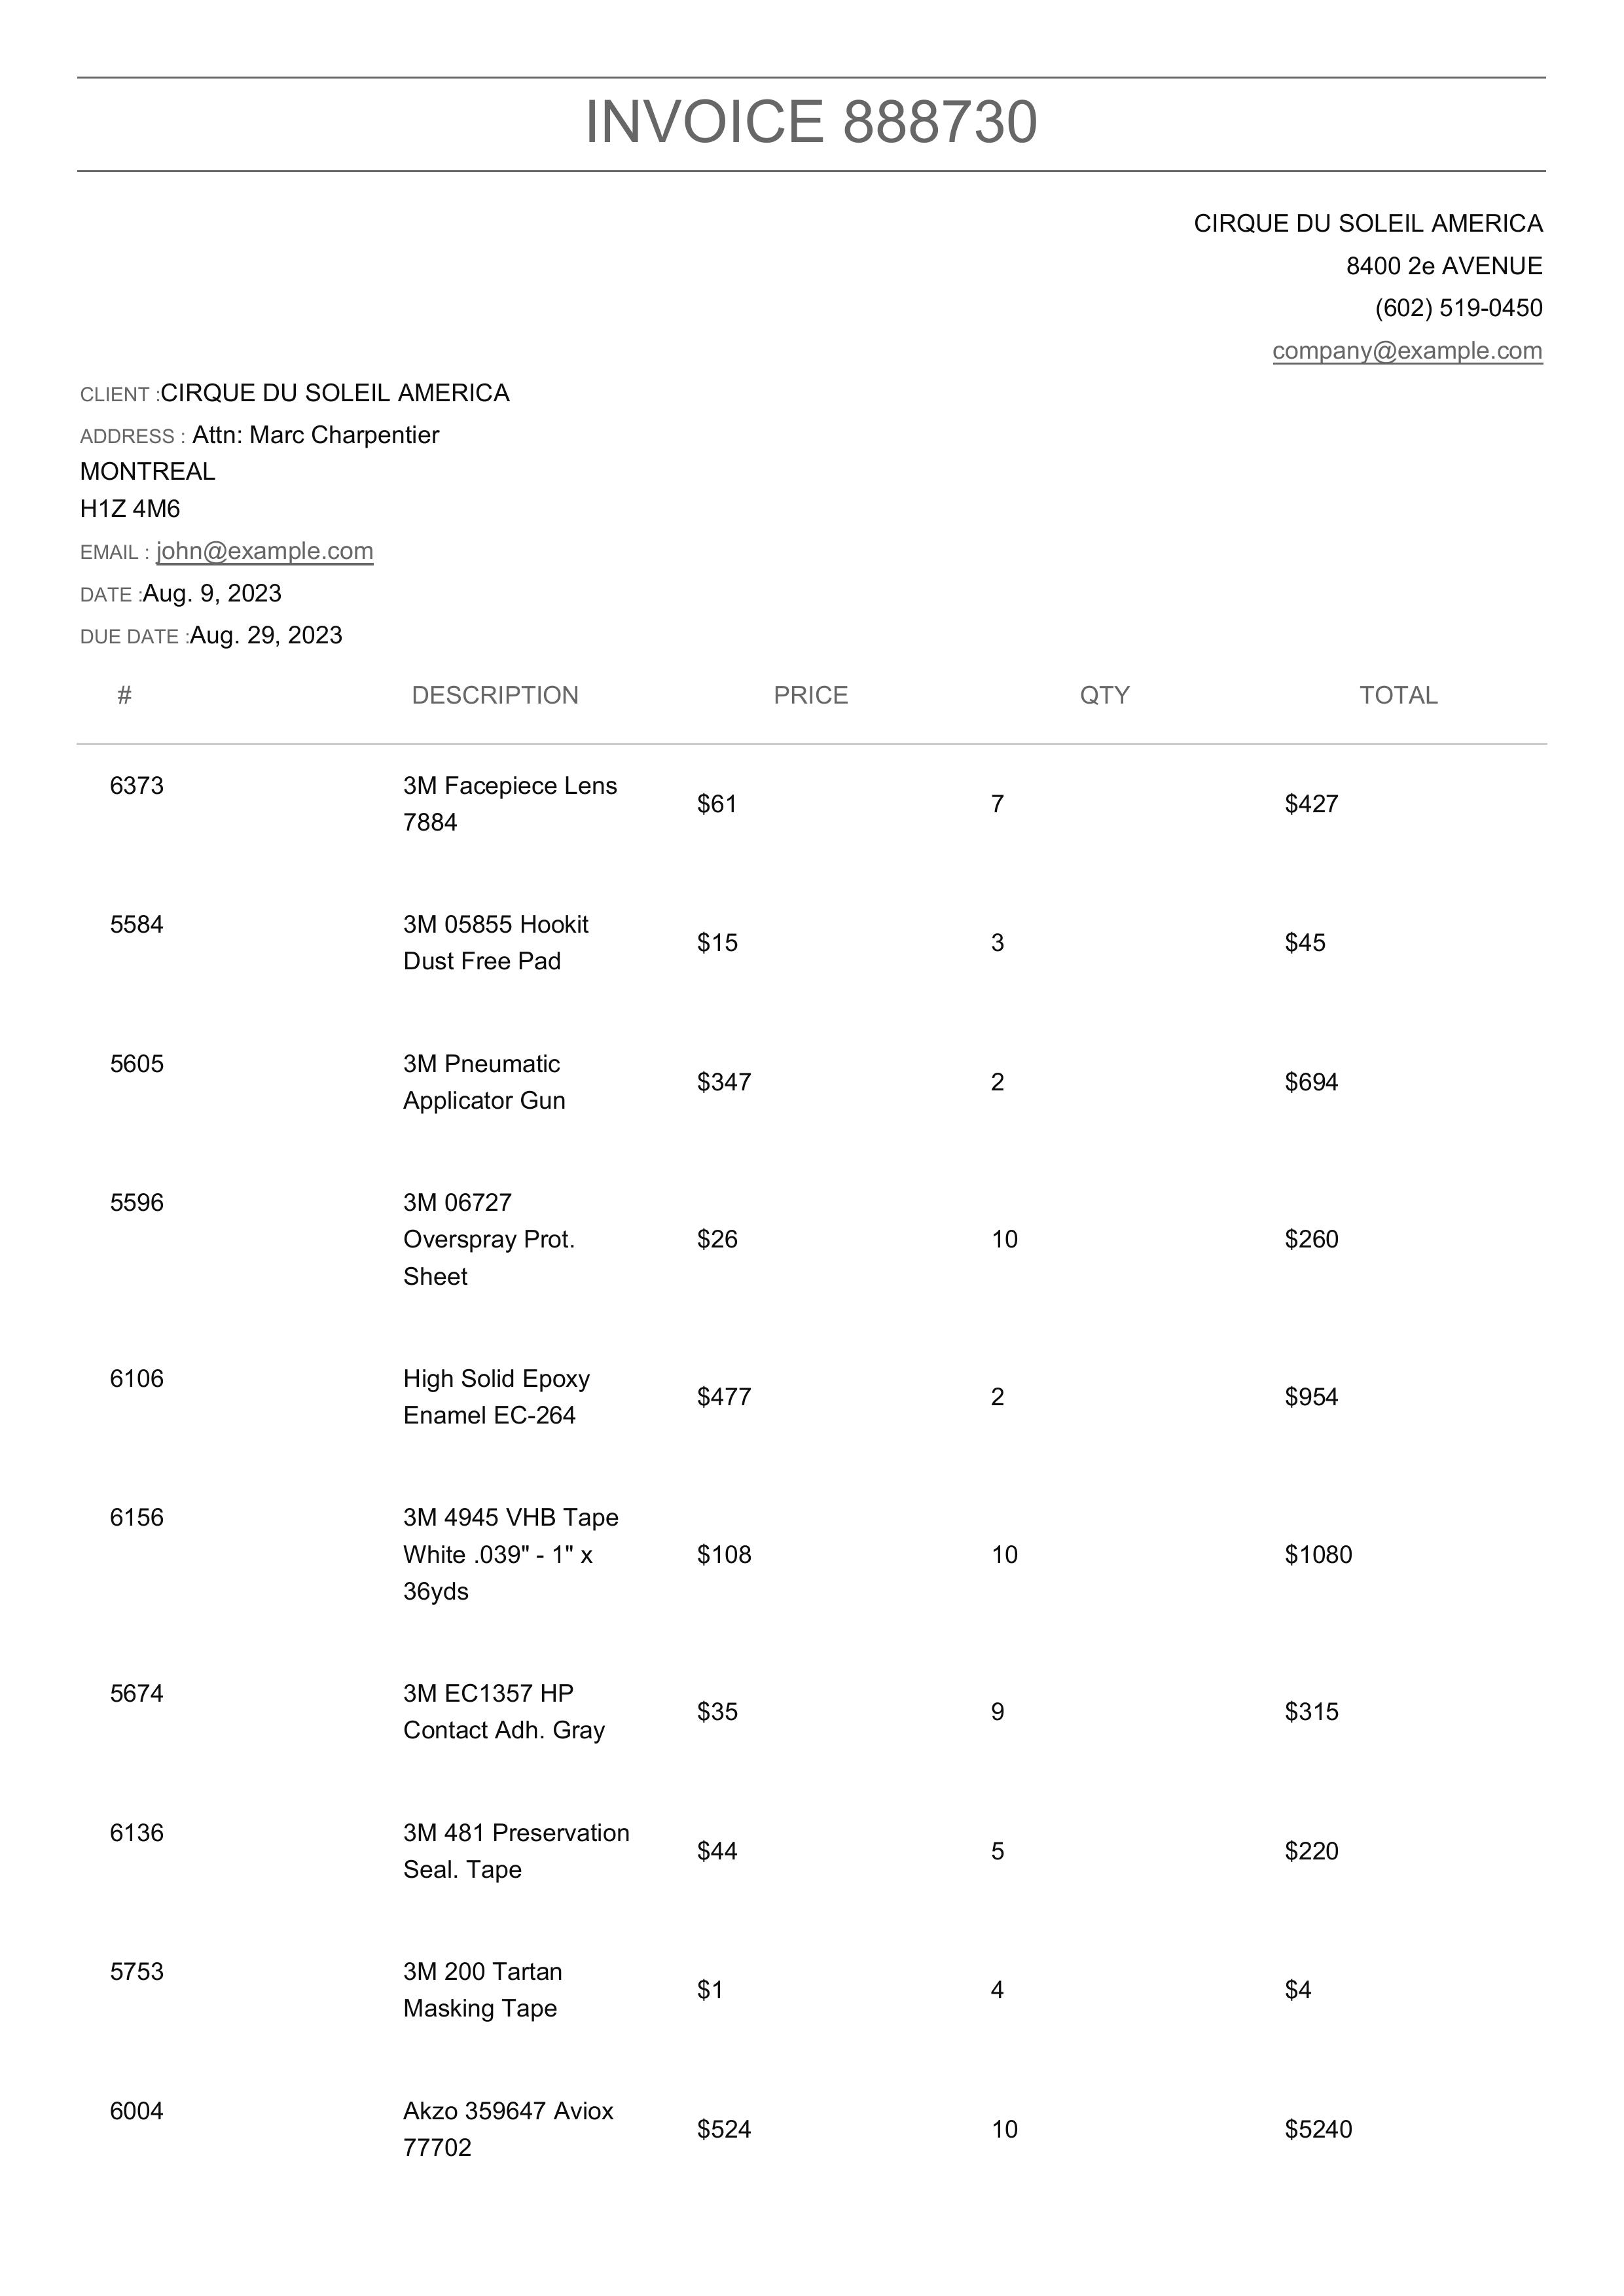 INVOICE 888730
CIRQUE DU SOLEIL AMERICA
8400 2e AVENUE
(602) 519-0450
company@example.com
CLIENT :CIRQUE DU SOLEIL AMERICA
ADDRESS : Attn: Marc Charpentier
MONTREAL
H1Z 4M6
EMAIL : john@example.com
DATE :Aug. 9, 2023
DUE DATE :Aug. 29, 2023
# DESCRIPTION PRICE QTY TOTAL
6373 3M Facepiece Lens
7884 $61 7 $427
5584 3M 05855 Hookit
Dust Free Pad $15 3 $45
5605 3M Pneumatic
Applicator Gun $347 2 $694
5596 3M 06727
Overspray Prot. $26 10 $260
Sheet
6106 High Solid Epoxy
Enamel EC-264 $477 2 $954
6156 3M 4945 VHB Tape
White .039" - 1" x $108 10 $1080
36yds
5674 3M EC1357 HP
Contact Adh. Gray $35 9 $315
6136 3M 481 Preservation
Seal. Tape $44 5 $220
5753 3M 200 Tartan
Masking Tape $1 4 $4
6004 Akzo 359647 Aviox
77702 $524 10 $5240